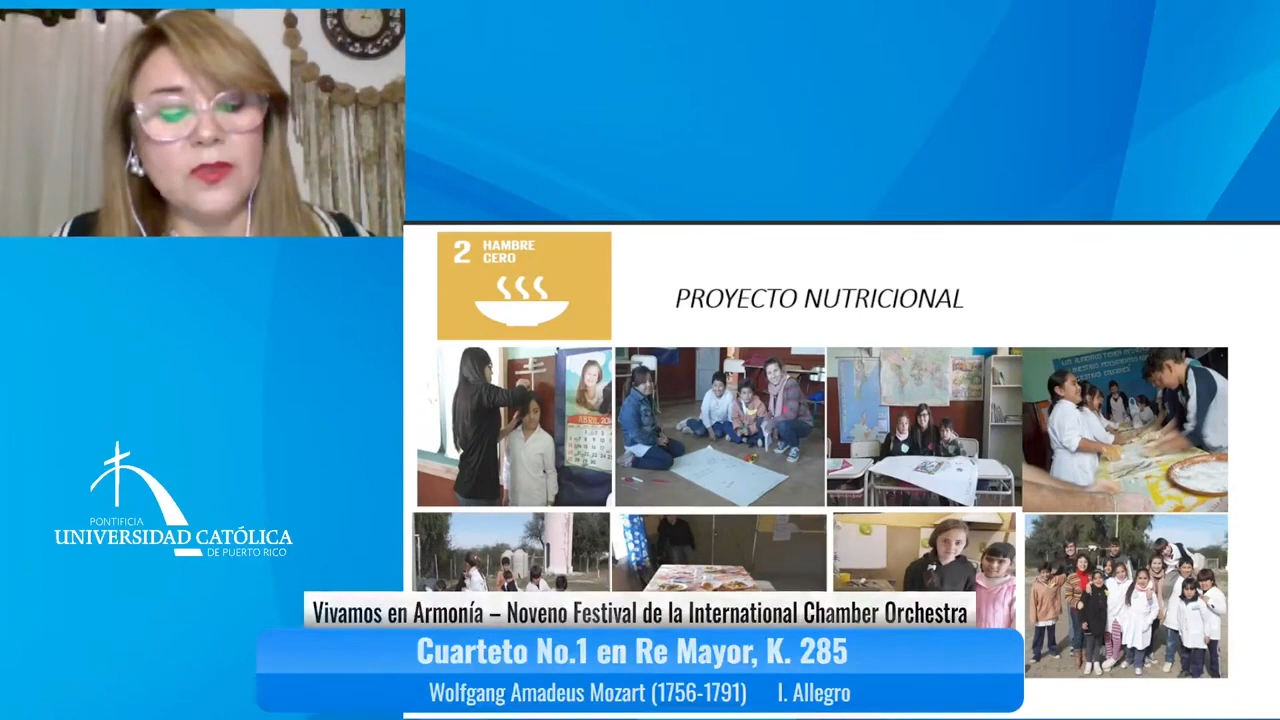 2 HAMBRE
CERO
PROYECTO NUTRICIONAL
ABRIL
PONTIFICIA
UNIVERSIDAD CATÓLICA
DE PUERTO RICO
Vivamos en Armonía – Noveno Festival de la International Chamber Orchestra
Cuarteto No.1 en Re Mayor, K. 285
Wolfgang Amadeus Mozart (1756-1791) I. Allegro